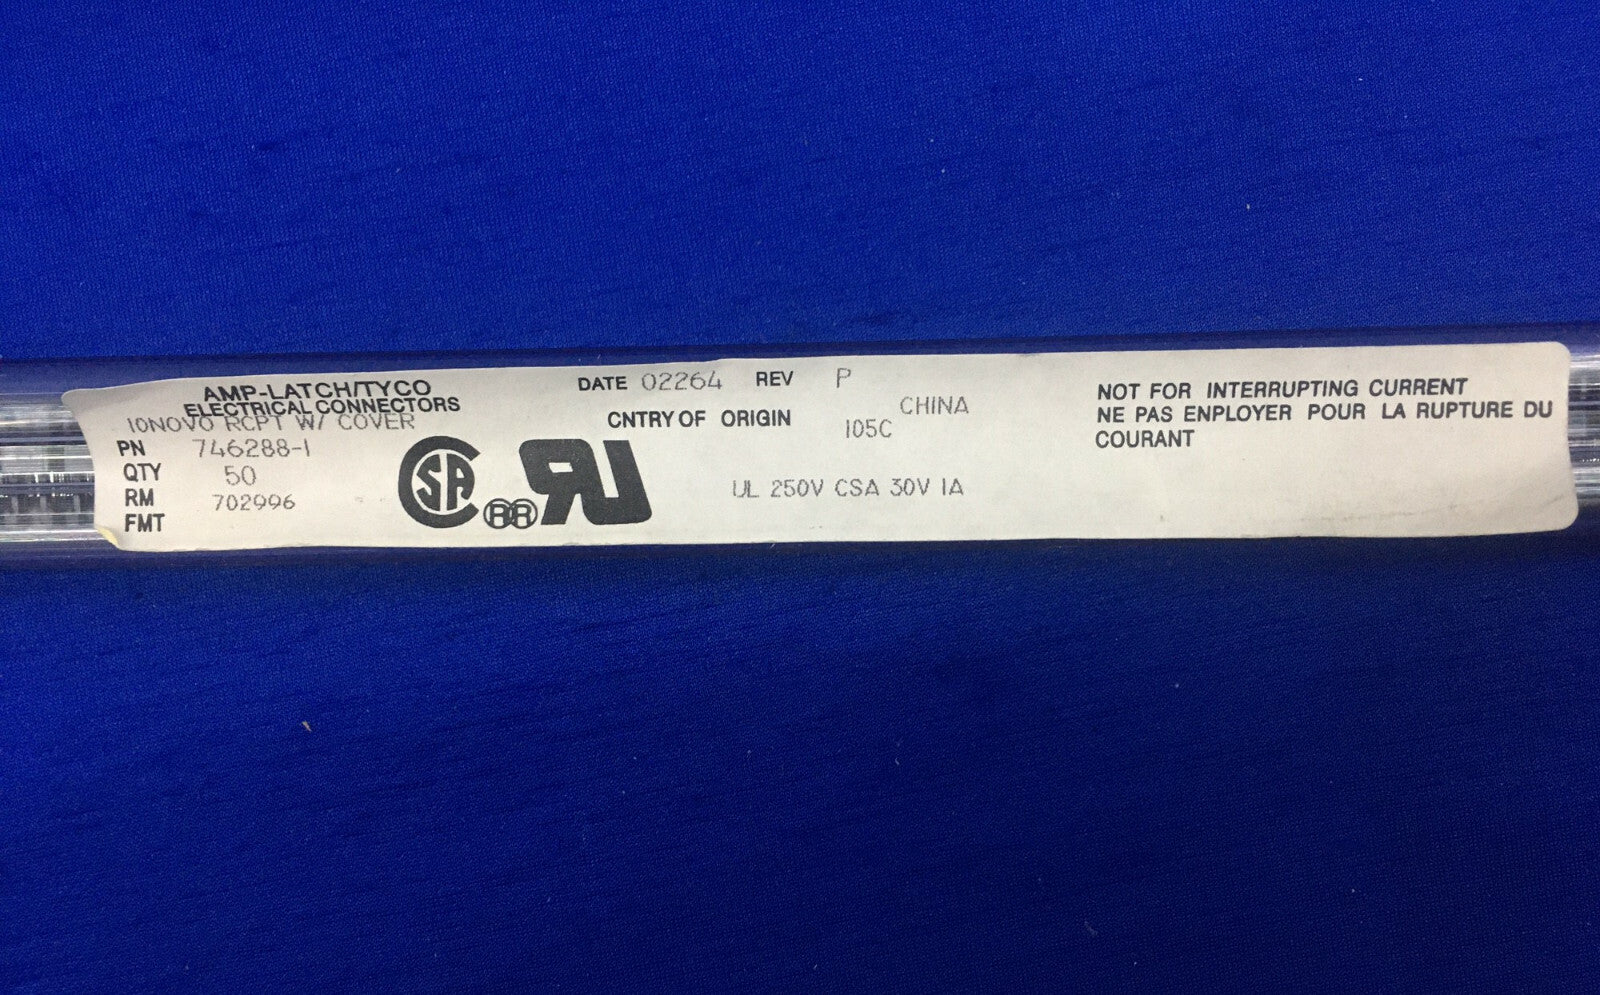 AMP-LATCH/TYCO
ELECTRICAL CONNECTORS
10NOVO RCPT W/ COVER
PN 746288-1
QTY 50
RM 702996
FMT
DATE 02264 REV P
CNTRY OF ORIGIN CHINA
105C
UL 250V CSA 30V 1A
NOT FOR INTERRUPTING CURRENT
NE PAS ENPLOYER POUR LA RUPTURE DU
COURANT